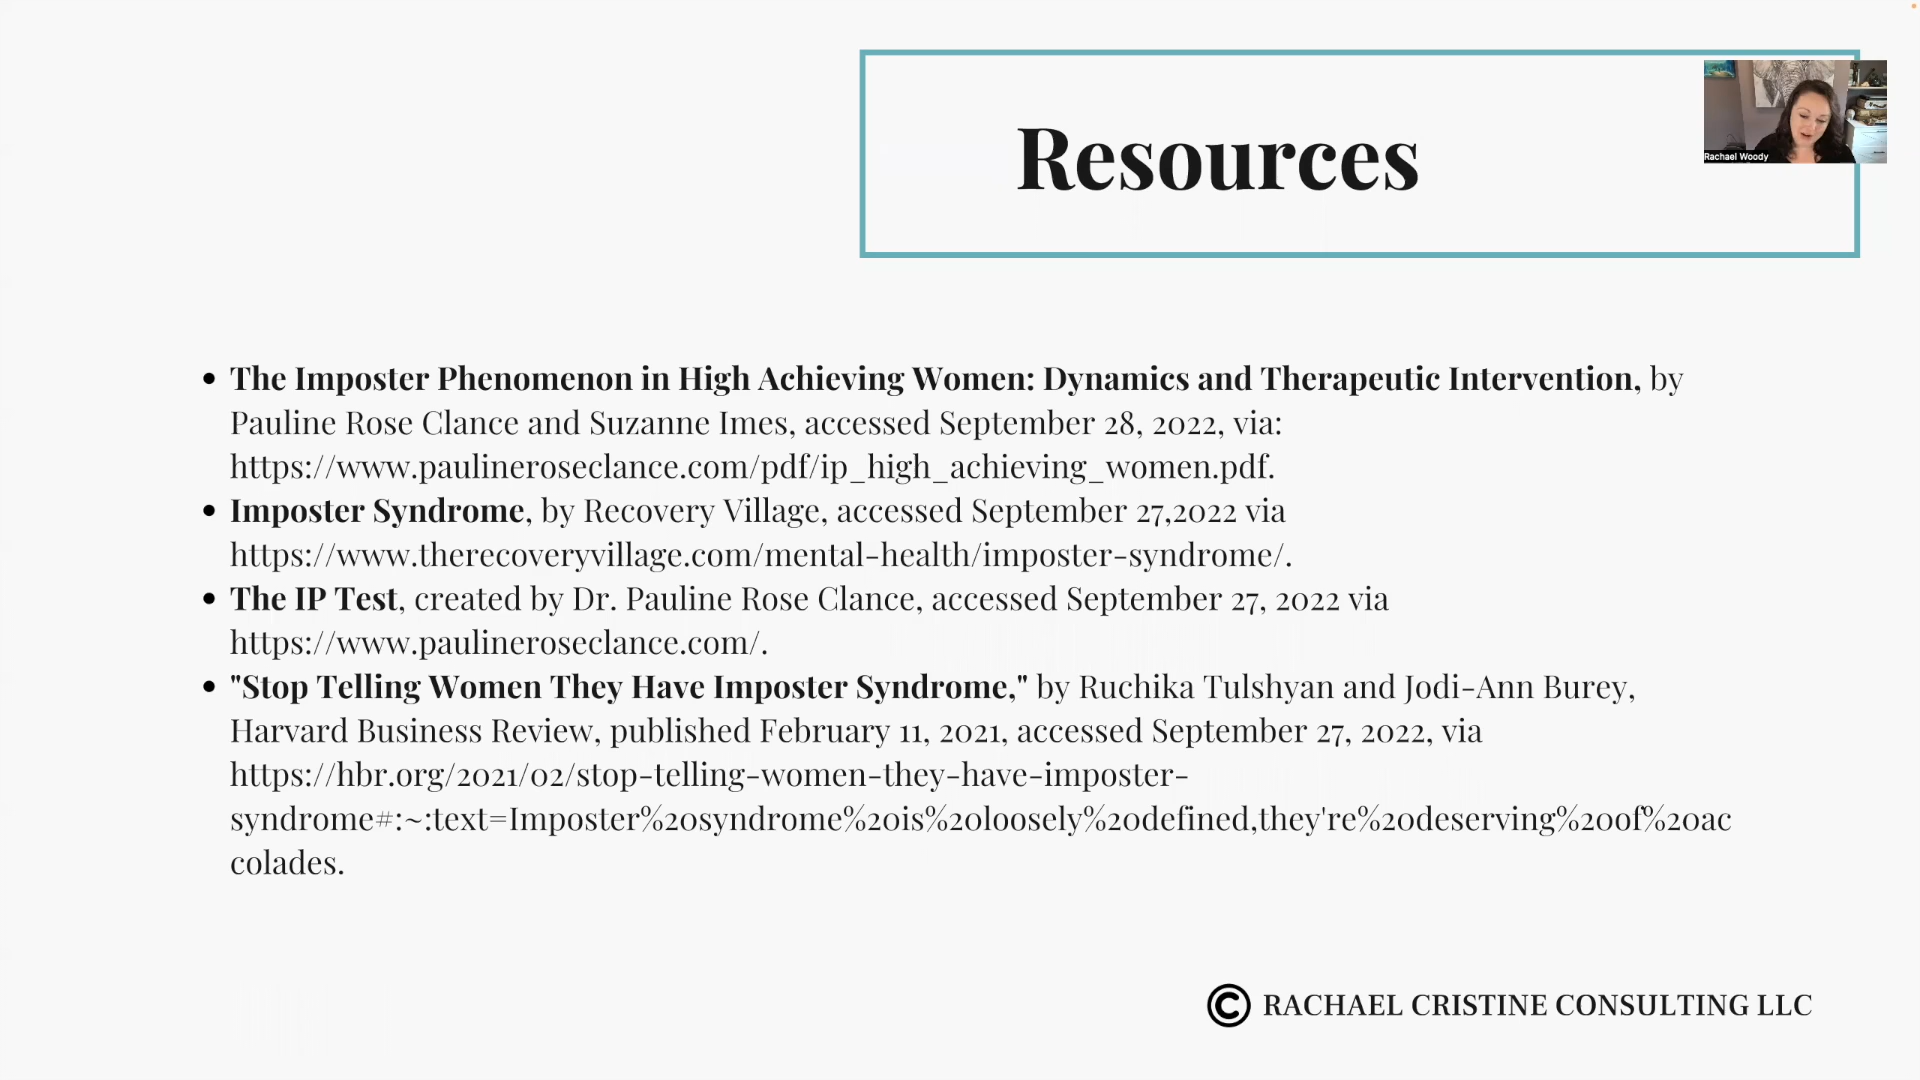 Resources
Rachael Woody
• The Imposter Phenomenon in High Achieving Women: Dynamics and Therapeutic Intervention, by
Pauline Rose Clance and Suzanne Imes, accessed September 28, 2022, via:
https://www.paulineroseclance.com/pdf/ip_high_achieving_women.pdf.
• Imposter Syndrome, by Recovery Village, accessed September 27,2022 via
https://www.therecoveryvillage.com/mental-health/imposter-syndrome/.
• The IP Test, created by Dr. Pauline Rose Clance, accessed September 27, 2022 via
https://www.paulineroseclance.com/.
• "Stop Telling Women They Have Imposter Syndrome," by Ruchika Tulshyan and Jodi-Ann Burey,
Harvard Business Review, published February 11, 2021, accessed September 27, 2022, via
https://hbr.org/2021/02/stop-telling-women-they-have-imposter-
syndrome#:~:text=Imposter%20syndrome%20is%20loosely%20defined,they're%20deserving%20of%20ac
colades.
© RACHAEL CRISTINE CONSULTING LLC